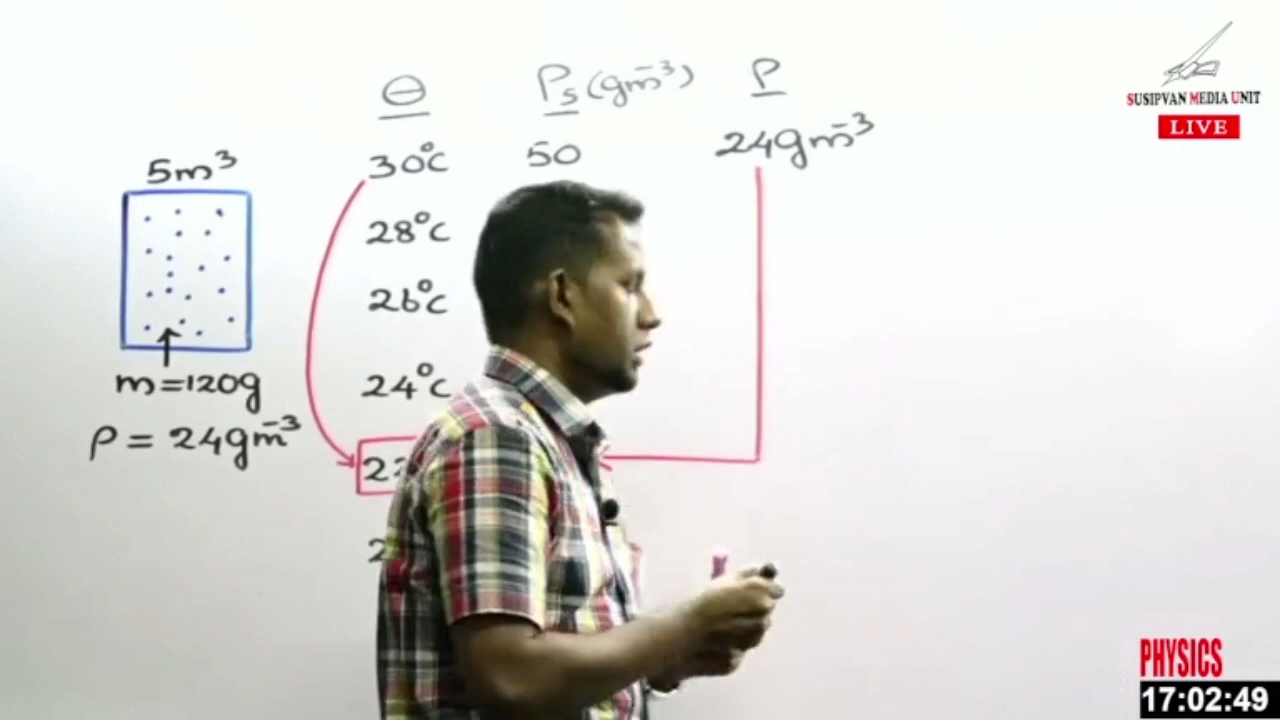 θ ρs (gm⁻³) ρ
30°C 50 24gm⁻³
5m³
28°C
26°C
24°C
m=120g
ρ = 24gm⁻³
SUSIPVAN MEDIA UNIT
LIVE
PHYSICS
17:02:49